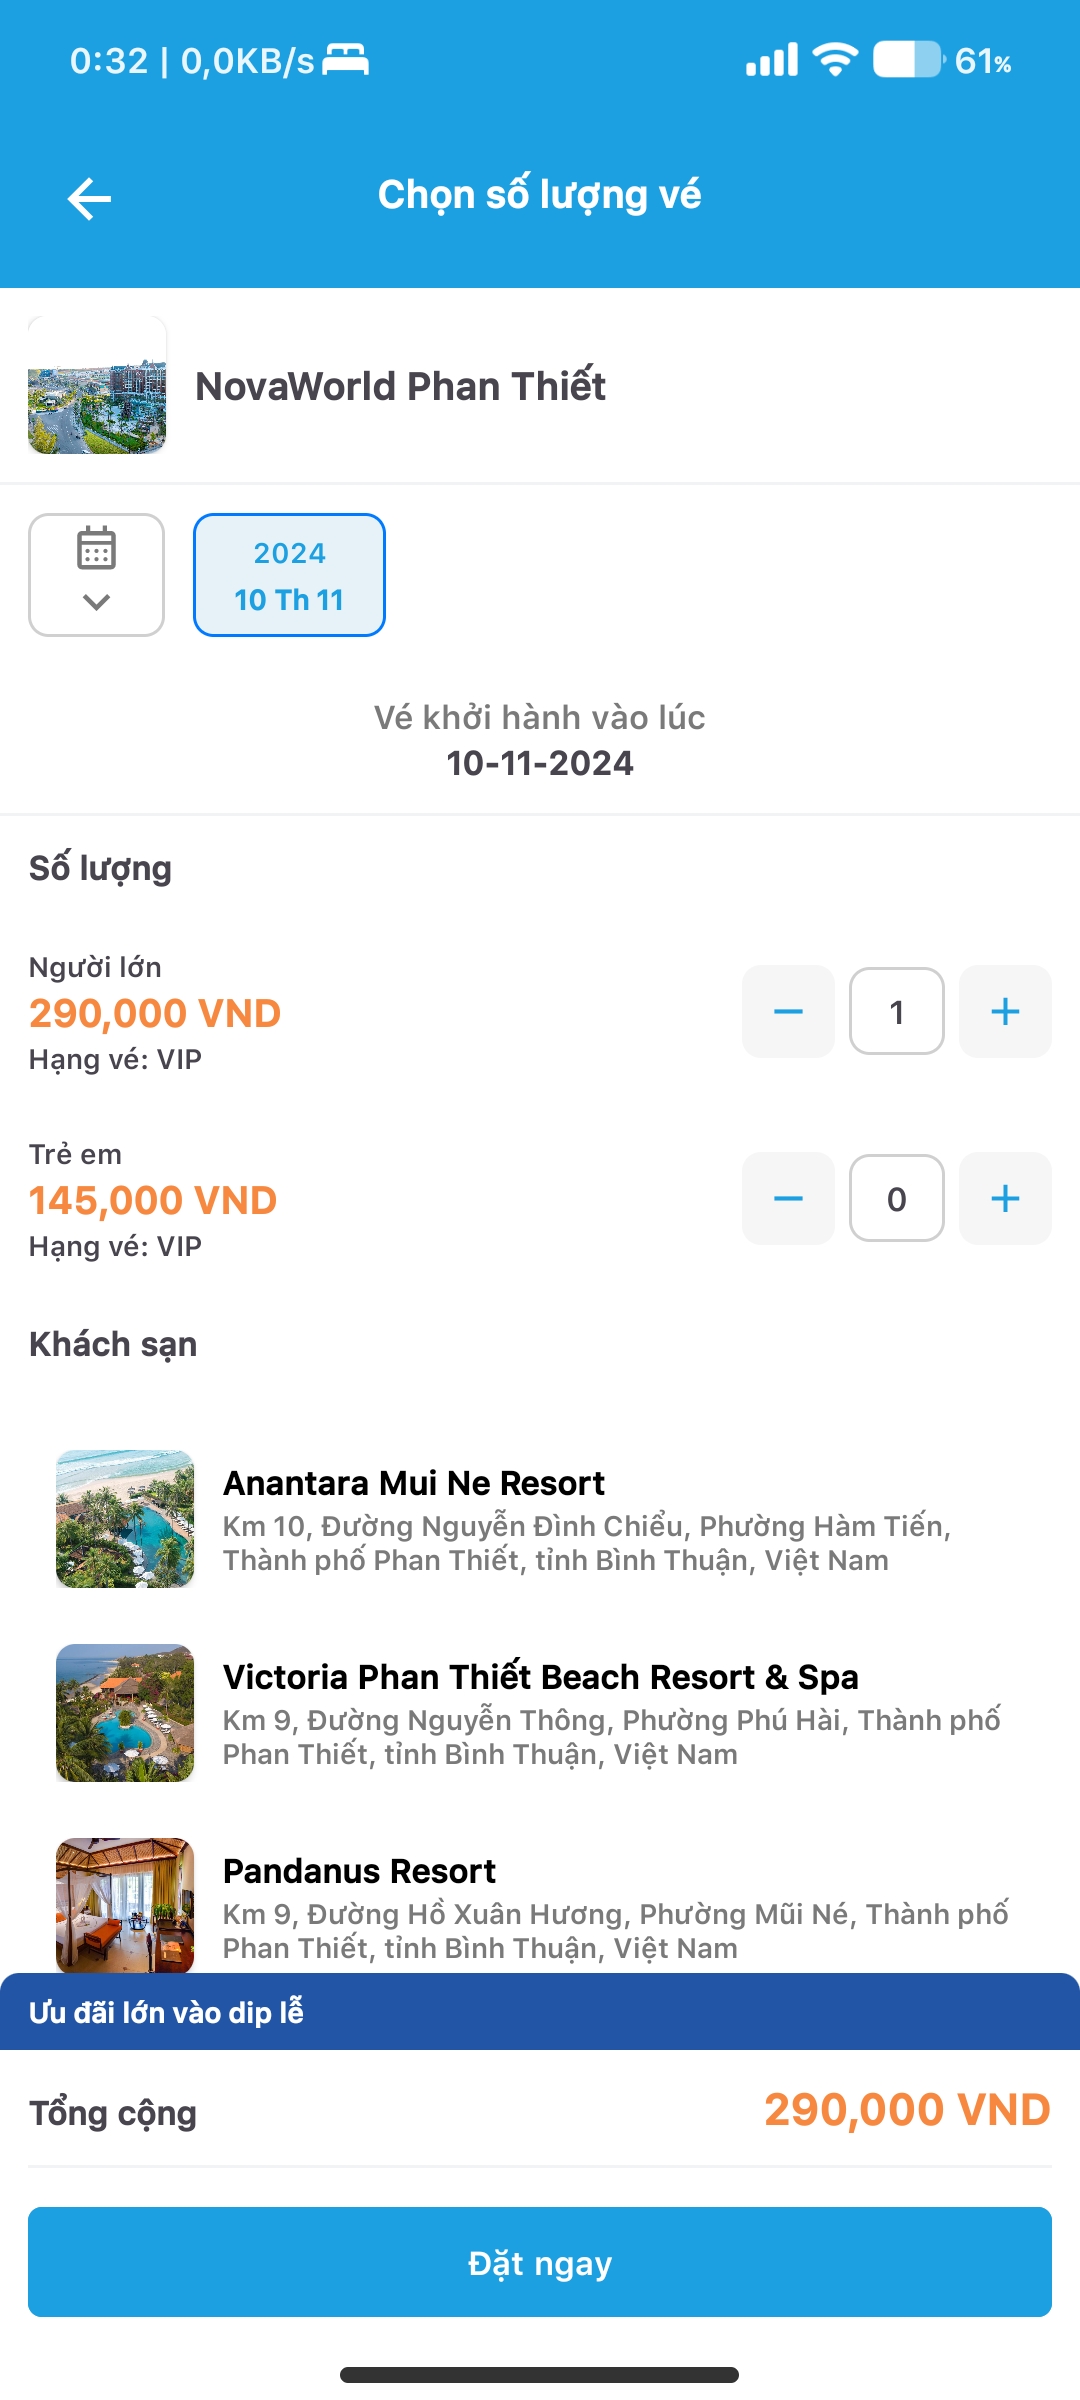 0:32 | 0,0KB/s
61%
Chọn số lượng vé
NovaWorld Phan Thiết
2024
10 Th 11
Vé khởi hành vào lúc
10-11-2024
Số lượng
Người lớn
290,000 VND
Hạng vé: VIP
1
Trẻ em
145,000 VND
Hạng vé: VIP
0
Khách sạn
Anantara Mui Ne Resort
Km 10, Đường Nguyễn Đình Chiểu, Phường Hàm Tiến,
Thành phố Phan Thiết, tỉnh Bình Thuận, Việt Nam
Victoria Phan Thiết Beach Resort & Spa
Km 9, Đường Nguyễn Thông, Phường Phú Hài, Thành phố
Phan Thiết, tỉnh Bình Thuận, Việt Nam
Pandanus Resort
Km 9, Đường Hồ Xuân Hương, Phường Mũi Né, Thành phố
Phan Thiết, tỉnh Bình Thuận, Việt Nam
Ưu đãi lớn vào dip lễ
Tổng cộng
290,000 VND
Đặt ngay